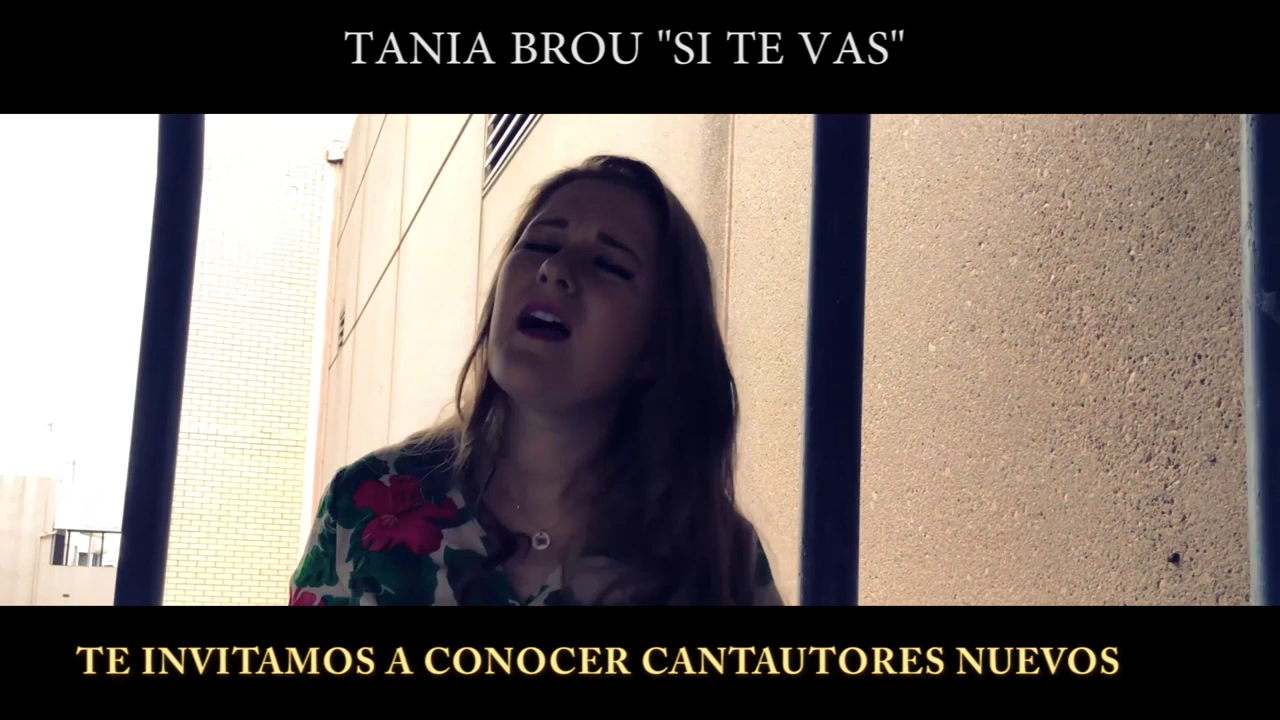 TANIA BROU "SI TE VAS"
TE INVITAMOS A CONOCER CANTAUTORES NUEVOS